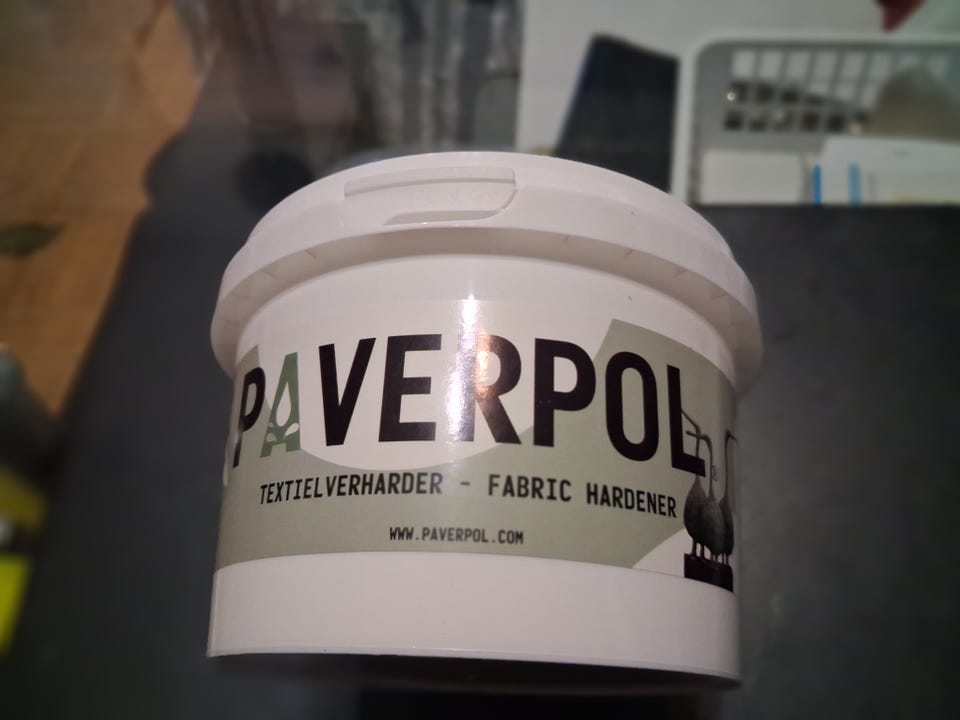 PAVERPOL®
TEXTIELVERHARDER - FABRIC HARDENER
WWW.PAVERPOL.COM